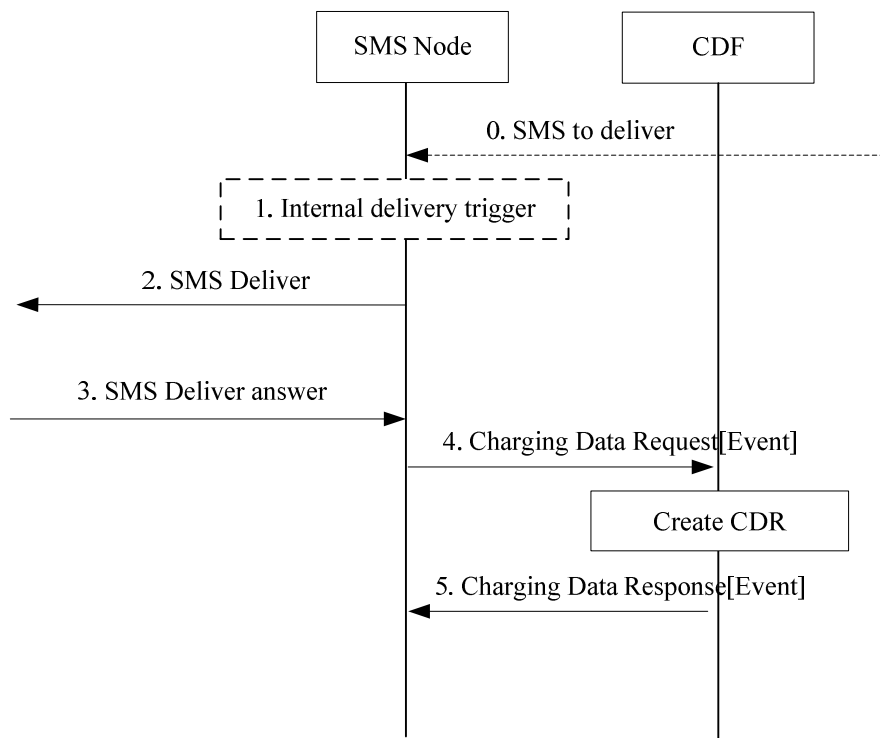 SMS Node
CDF
0. SMS to deliver
1. Internal delivery trigger
2. SMS Deliver
3. SMS Deliver answer
4. Charging Data Request[Event]
Create CDR
5. Charging Data Response[Event]